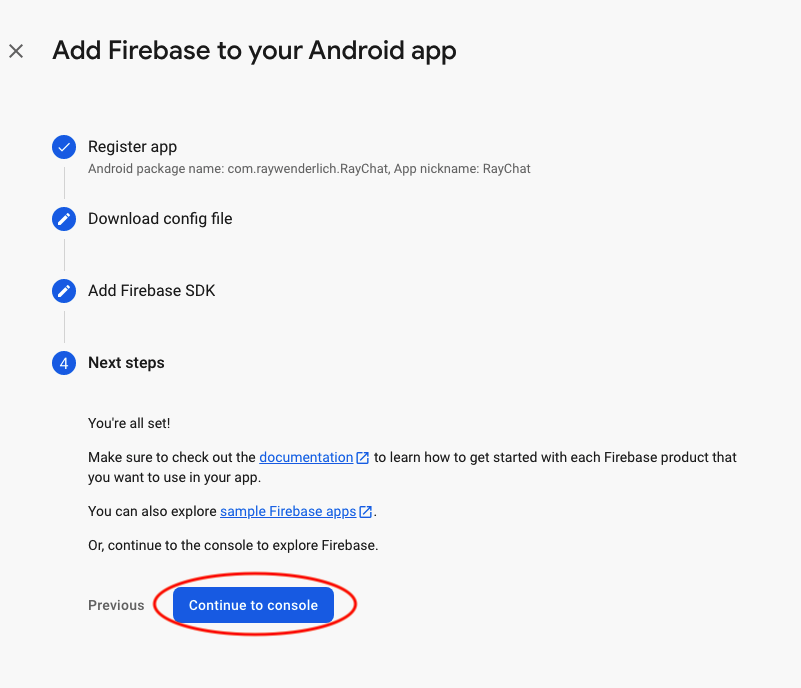 Add Firebase to your Android app
Register app
Android package name: com.raywenderlich.RayChat, App nickname: RayChat
Download config file
Add Firebase SDK
4 Next steps
You're all set!
Make sure to check out the documentation to learn how to get started with each Firebase product that
you want to use in your app.
You can also explore sample Firebase apps.
Or, continue to the console to explore Firebase.
Previous Continue to console